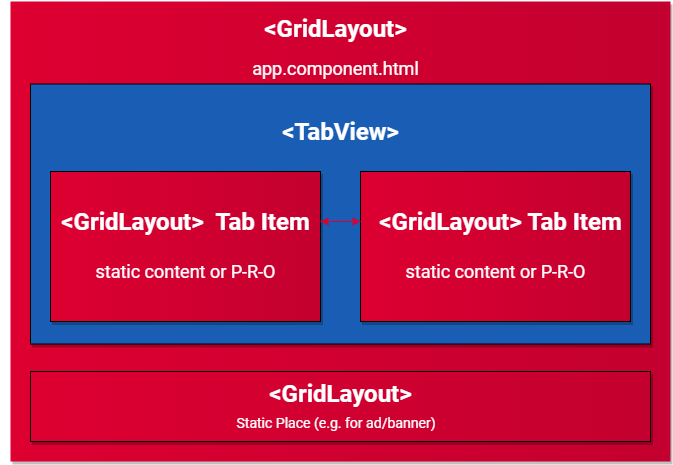 <GridLayout>
app.component.html
<TabView>
<GridLayout> Tab Item
static content or P-R-O
<GridLayout> Tab Item
static content or P-R-O
<GridLayout>
Static Place (e.g. for ad/banner)